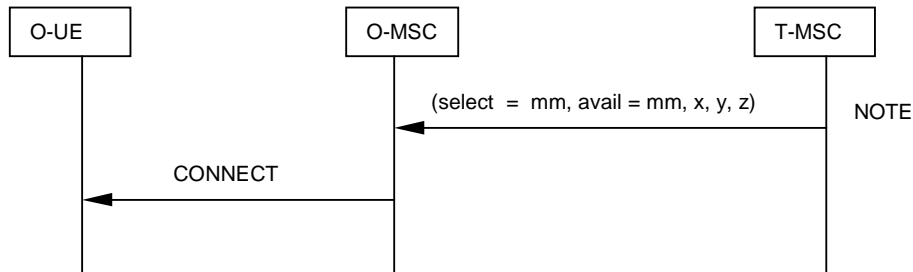 O-UE
O-MSC
T-MSC
(select = mm, avail = mm, x, y, z)
NOTE
CONNECT